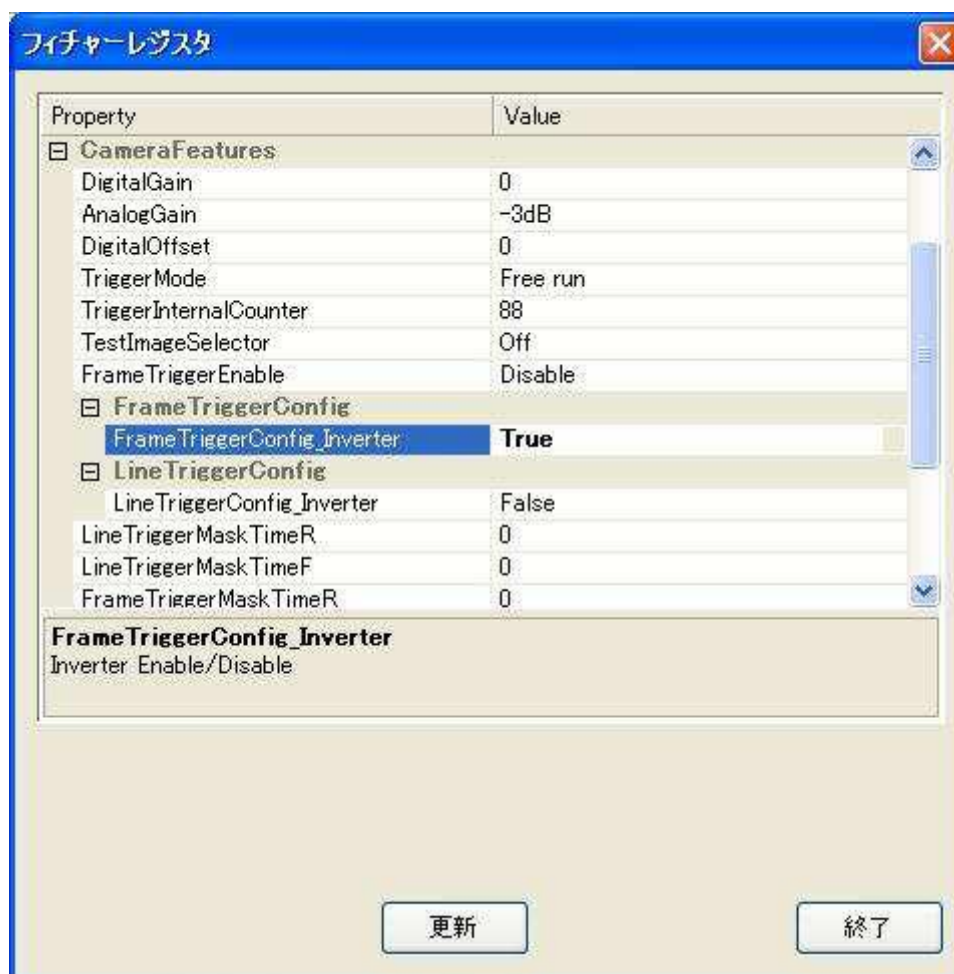 フィチャーレジスタ
Property Value
CameraFeatures
DigitalGain 0
AnalogGain -3dB
DigitalOffset 0
TriggerMode Free run
TriggerInternalCounter 88
TestImageSelector Off
FrameTriggerEnable Disable
FrameTriggerConfig
FrameTriggerConfig_Inverter True
LineTriggerConfig
LineTriggerConfig_Inverter False
LineTriggerMaskTimeR 0
LineTriggerMaskTimeF 0
FrameTriggerMaskTimeR 0
FrameTriggerConfig_Inverter
Inverter Enable/Disable
更新 終了